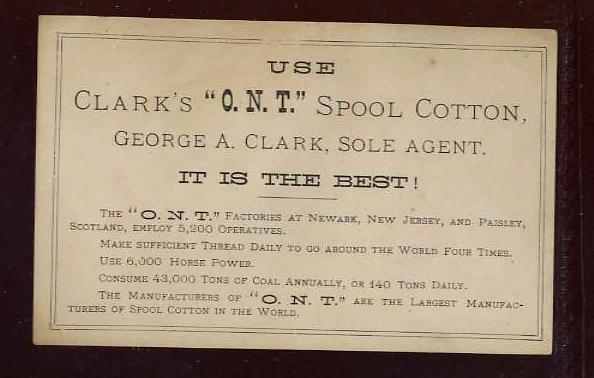 USE
CLARK'S "O. N. T." SPOOL COTTON,
GEORGE A. CLARK, SOLE AGENT.
IT IS THE BEST!
THE "O. N. T." FACTORIES AT NEWARK, NEW JERSEY, AND PAISLEY,
SCOTLAND, EMPLOY 5,200 OPERATIVES.
MAKE SUFFICIENT THREAD DAILY TO GO AROUND THE WORLD FOUR TIMES.
USE 6,000 HORSE POWER.
CONSUME 43,000 TONS OF COAL ANNUALLY, OR 140 TONS DAILY.
THE MANUFACTURERS OF "O. N. T." ARE THE LARGEST MANUFAC-
TURERS OF SPOOL COTTON IN THE WORLD.